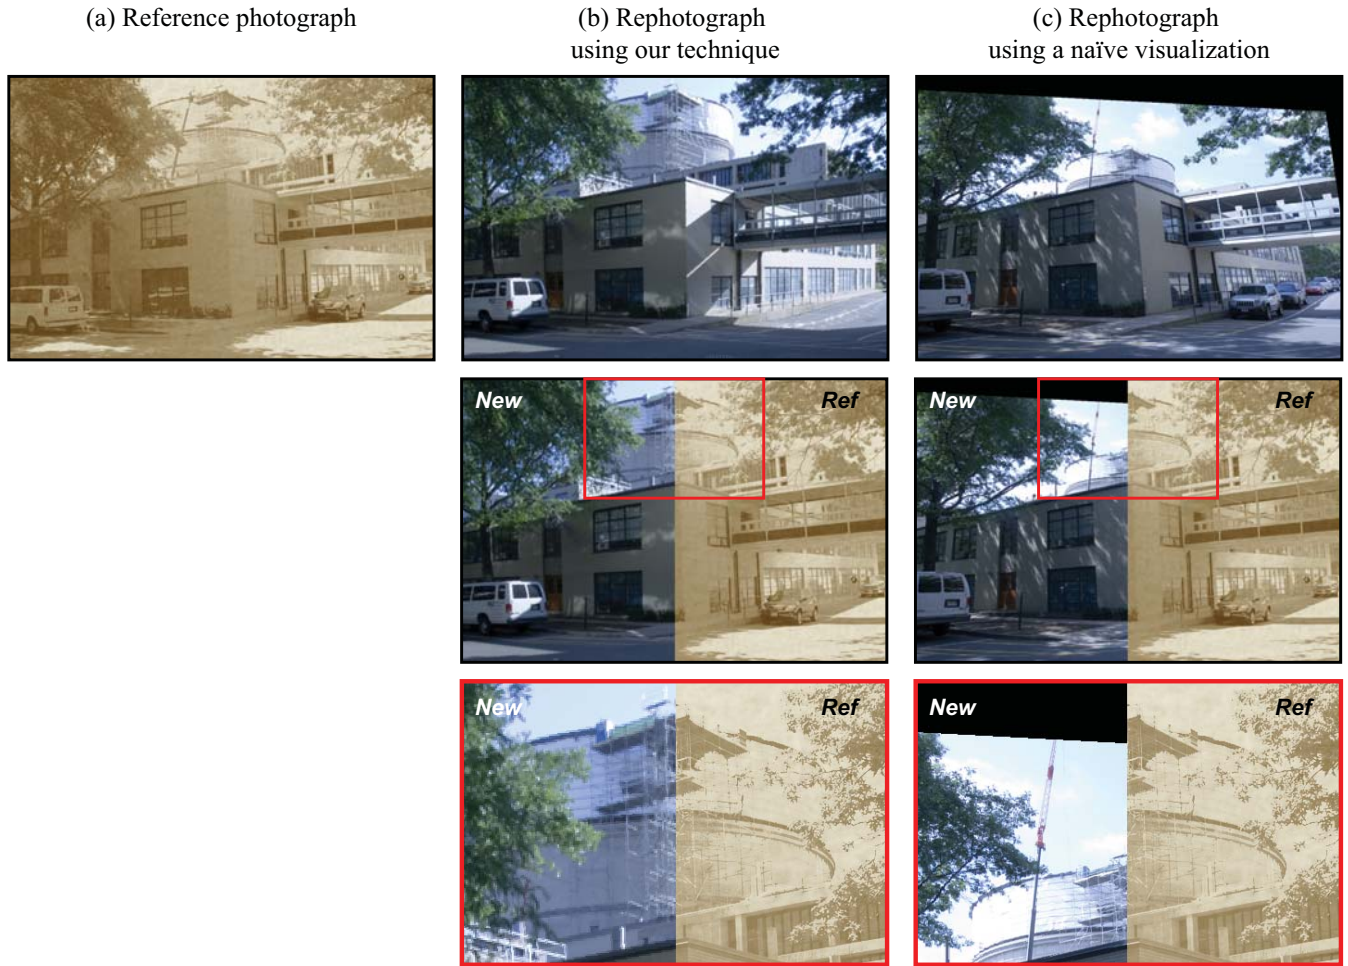 (a) Reference photograph
(b) Rephotograph
using our technique
(c) Rephotograph
using a naïve visualization
New
Ref
New
Ref
New
Ref
New
Ref